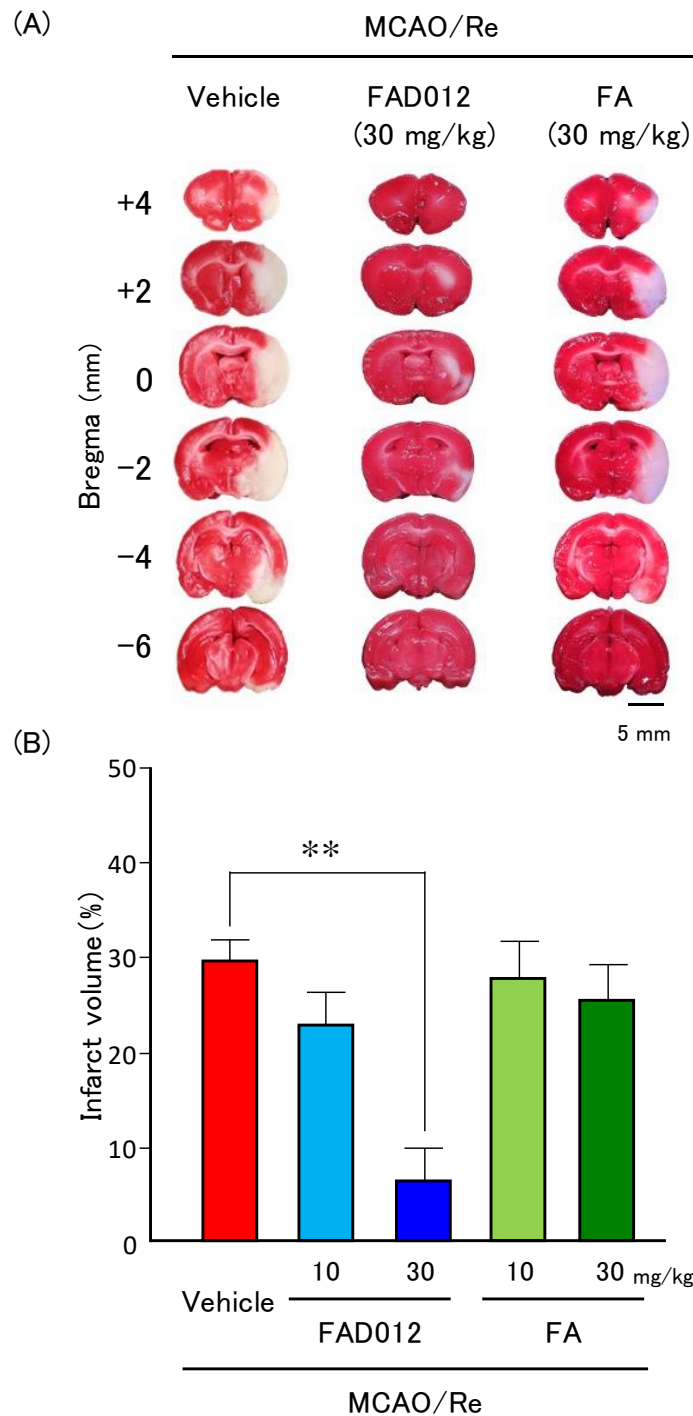 (A)
MCAO/Re
Vehicle FAD012 FA
(30 mg/kg) (30 mg/kg)
+4
+2
0
−2
−4
−6
Bregma (mm)
5 mm
(B)
50
40
30
20
10
0
Infarct volume (%)
**
10 30 10 30 mg/kg
Vehicle
FAD012 FA
MCAO/Re